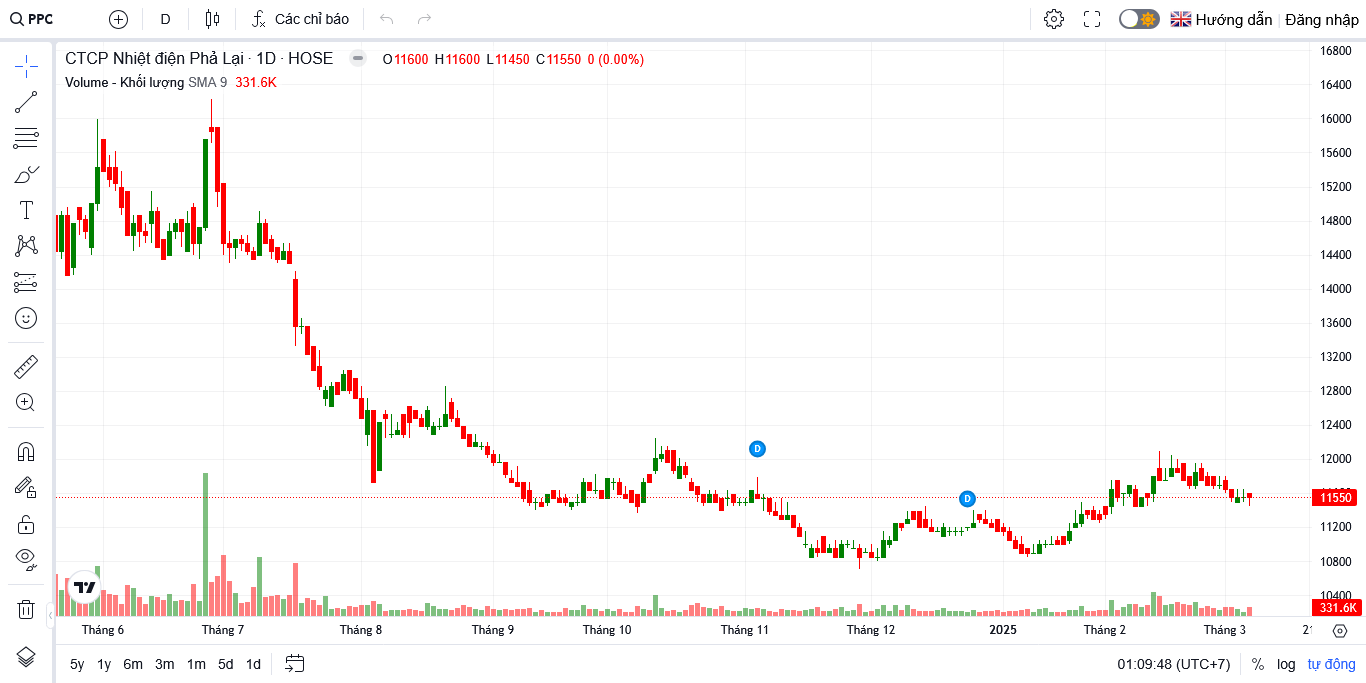 PPC D Các chỉ báo Hướng dẫn Đăng nhập
CTCP Nhiệt điện Phả Lại · 1D · HOSE O11600 H11600 L11450 C11550 0 (0.00%)
Volume - Khối lượng SMA 9 331.6K
16800
16400
16000
15600
15200
14800
14400
14000
13600
13200
12800
12400
12000
11550
11200
10800
10400
331.6K
D
D
Tháng 6 Tháng 7 Tháng 8 Tháng 9 Tháng 10 Tháng 11 Tháng 12 2025 Tháng 2 Tháng 3
5y 1y 6m 3m 1m 5d 1d 01:09:48 (UTC+7) % log tự động